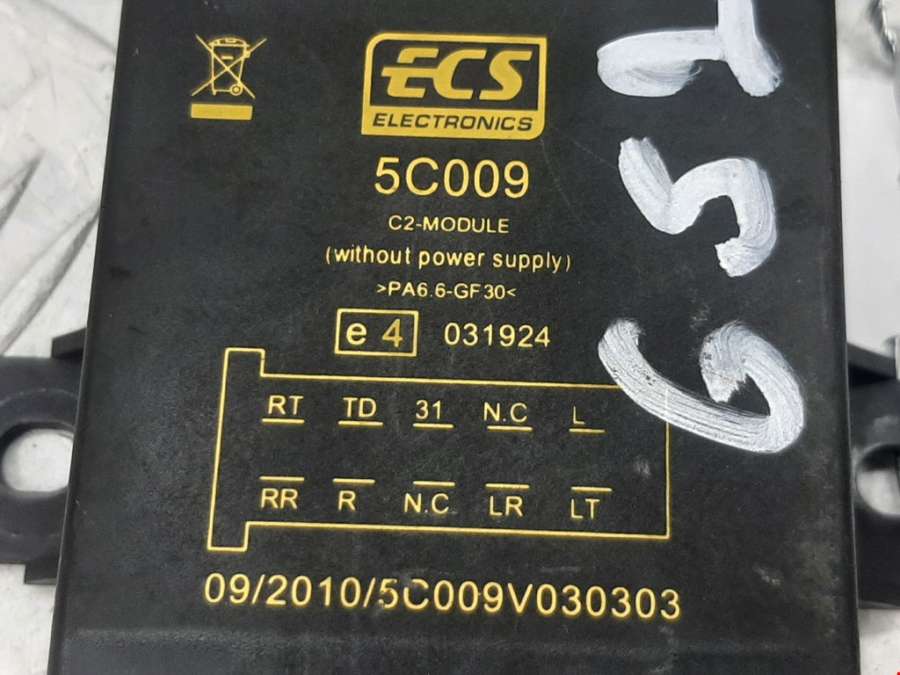 ECS
ELECTRONICS
5C009
C2-MODULE
(without power supply)
>PA6.6-GF30<
e4 031924
RT TD 31 N.C L
RR R N.C LR LT
09/2010/5C009V030303